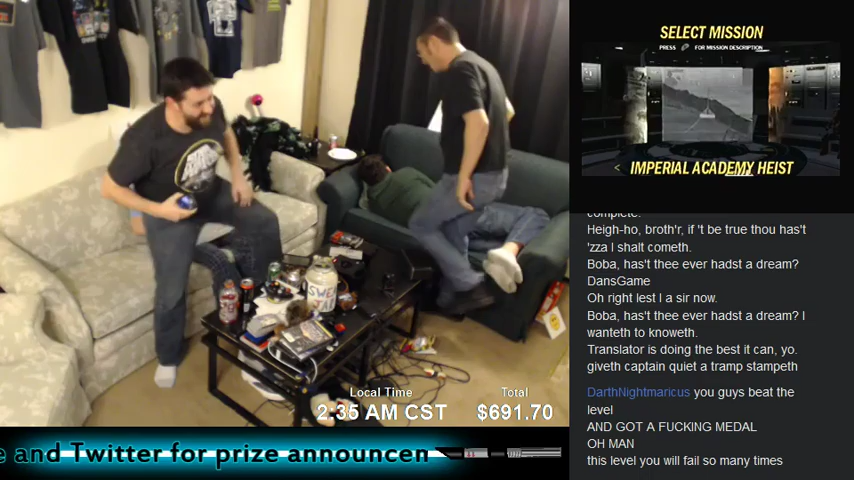 SELECT MISSION
PRESS FOR MISSION DESCRIPTION
< IMPERIAL ACADEMY HEIST
complete.
Heigh-ho, broth'r, if 't be true thou has't
'zza I shalt cometh.
Boba, has't thee ever hadst a dream?
DansGame
Oh right lest I a sir now.
Boba, has't thee ever hadst a dream? I
wanteth to knoweth.
Translator is doing the best it can, yo.
giveth captain quiet a tramp stampeth
DarthNightmaricus you guys beat the
level
AND GOT A FUCKING MEDAL
OH MAN
this level you will fail so many times
SWEAR
JAR
Local Time
Total
2:35 AM CST
$691.70
e and Twitter for prize announcen